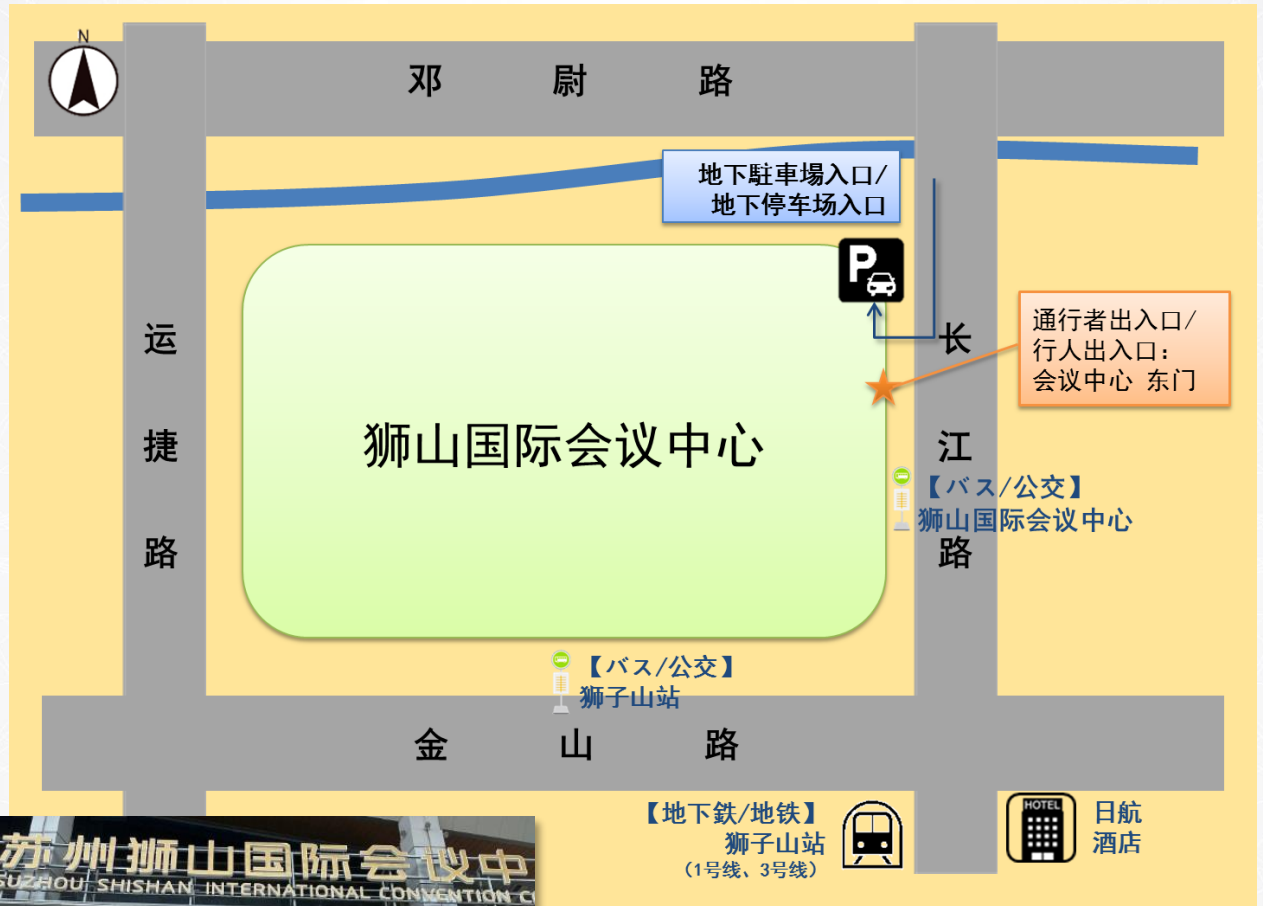 N
邓尉路
地下駐車場入口/
地下停车场入口
P
运捷路
长江路
通行者出入口/
行人出入口:
会议中心 东门
狮山国际会议中心
【バス/公交】
狮山国际会议中心
【バス/公交】
狮子山站
金山路
【地下鉄/地铁】
狮子山站
(1号线、3号线)
HOTEL
日航
酒店
苏州狮山国际会议中
SUZHOU SHISHAN INTERNATIONAL CONVENTION C